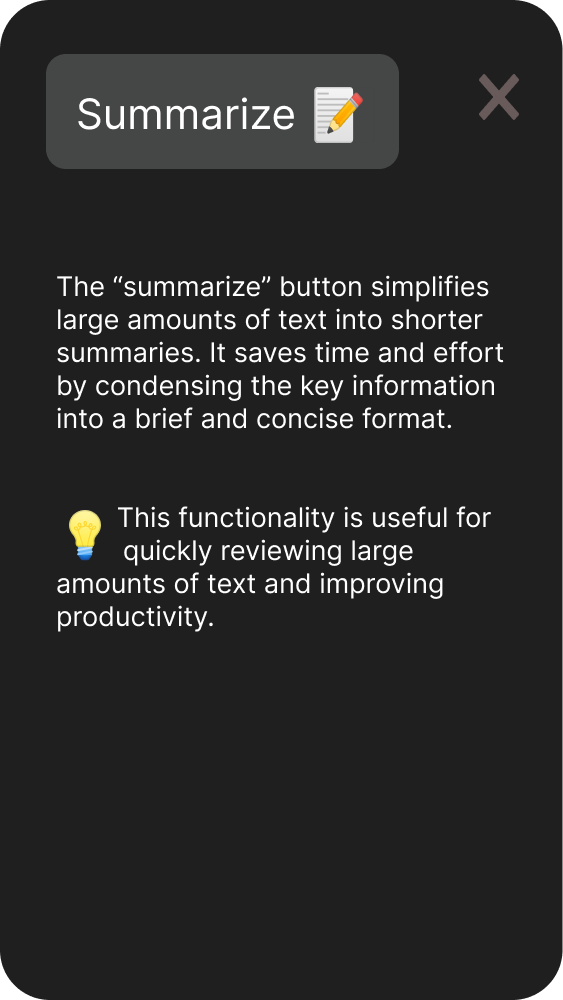 Summarize 📝
The “summarize” button simplifies
large amounts of text into shorter
summaries. It saves time and effort
by condensing the key information
into a brief and concise format.
💡 This functionality is useful for
quickly reviewing large
amounts of text and improving
productivity.